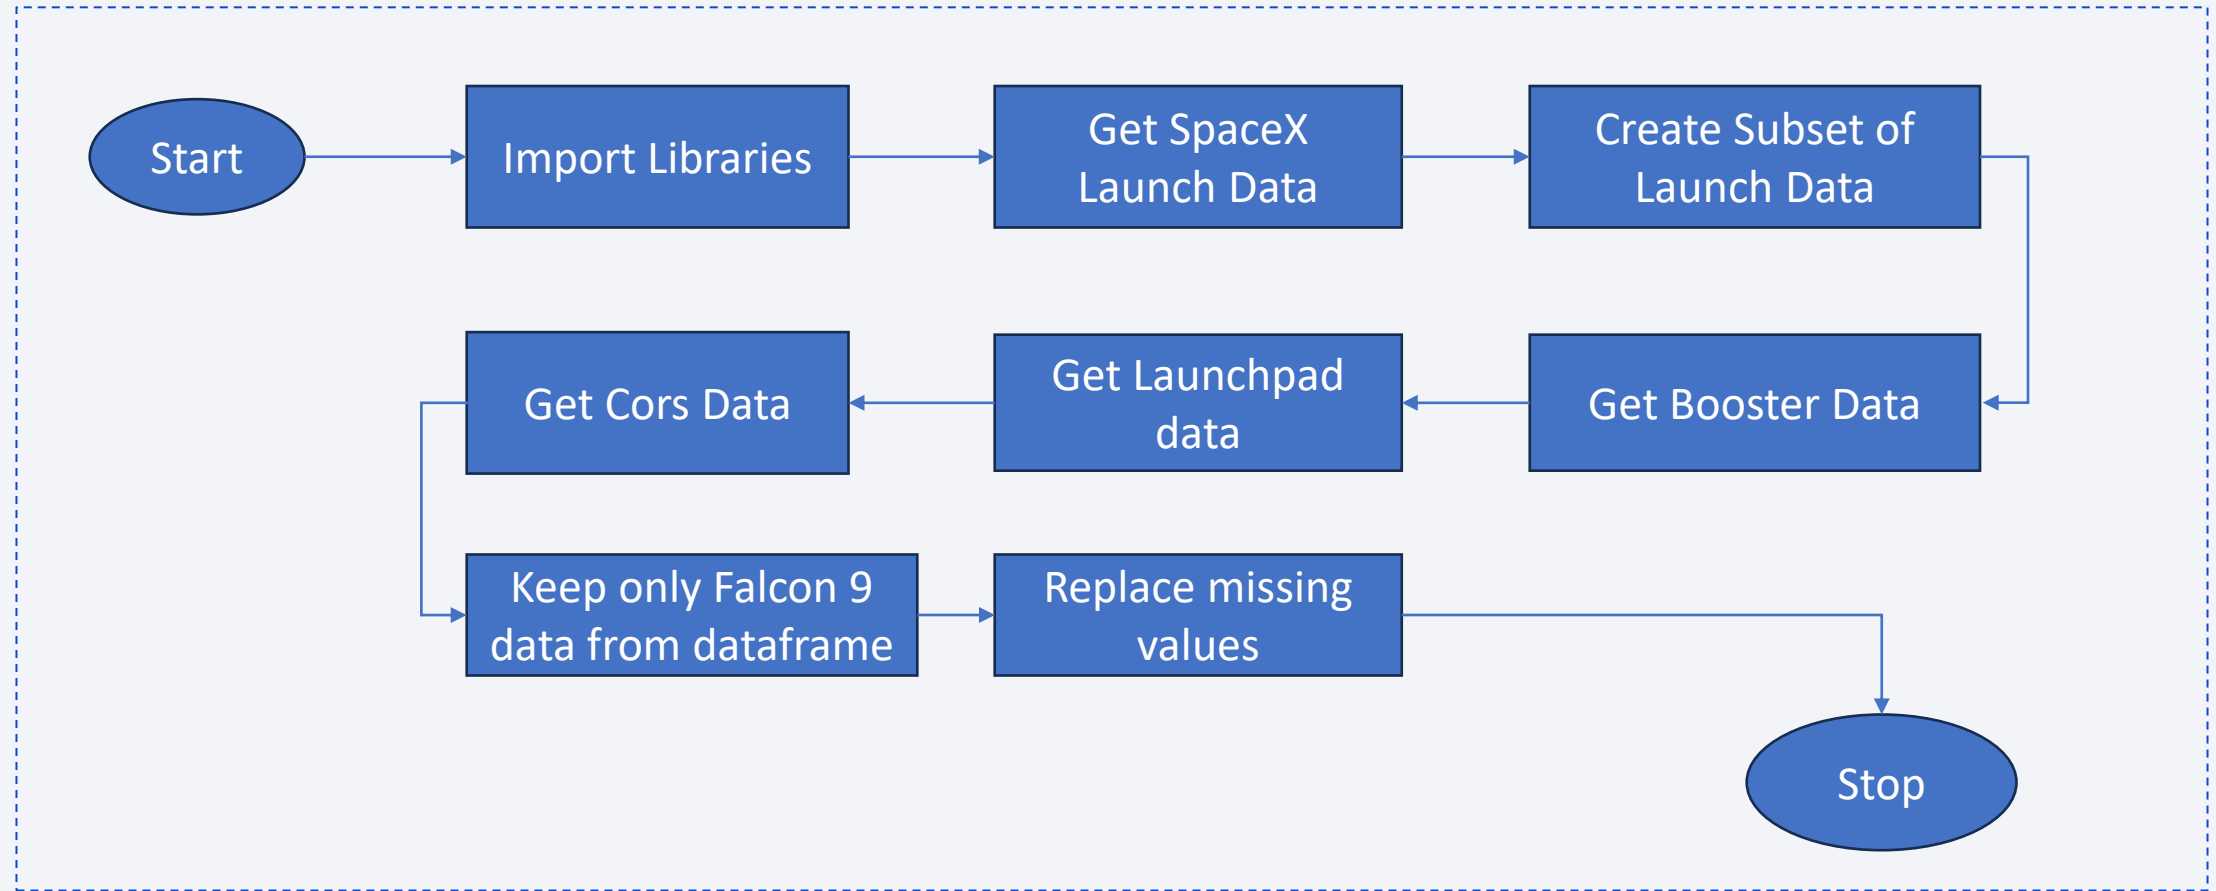 Start
Import Libraries
Get SpaceX
Launch Data
Create Subset of
Launch Data
Get Booster Data
Get Launchpad
data
Get Cors Data
Keep only Falcon 9
data from dataframe
Replace missing
values
Stop